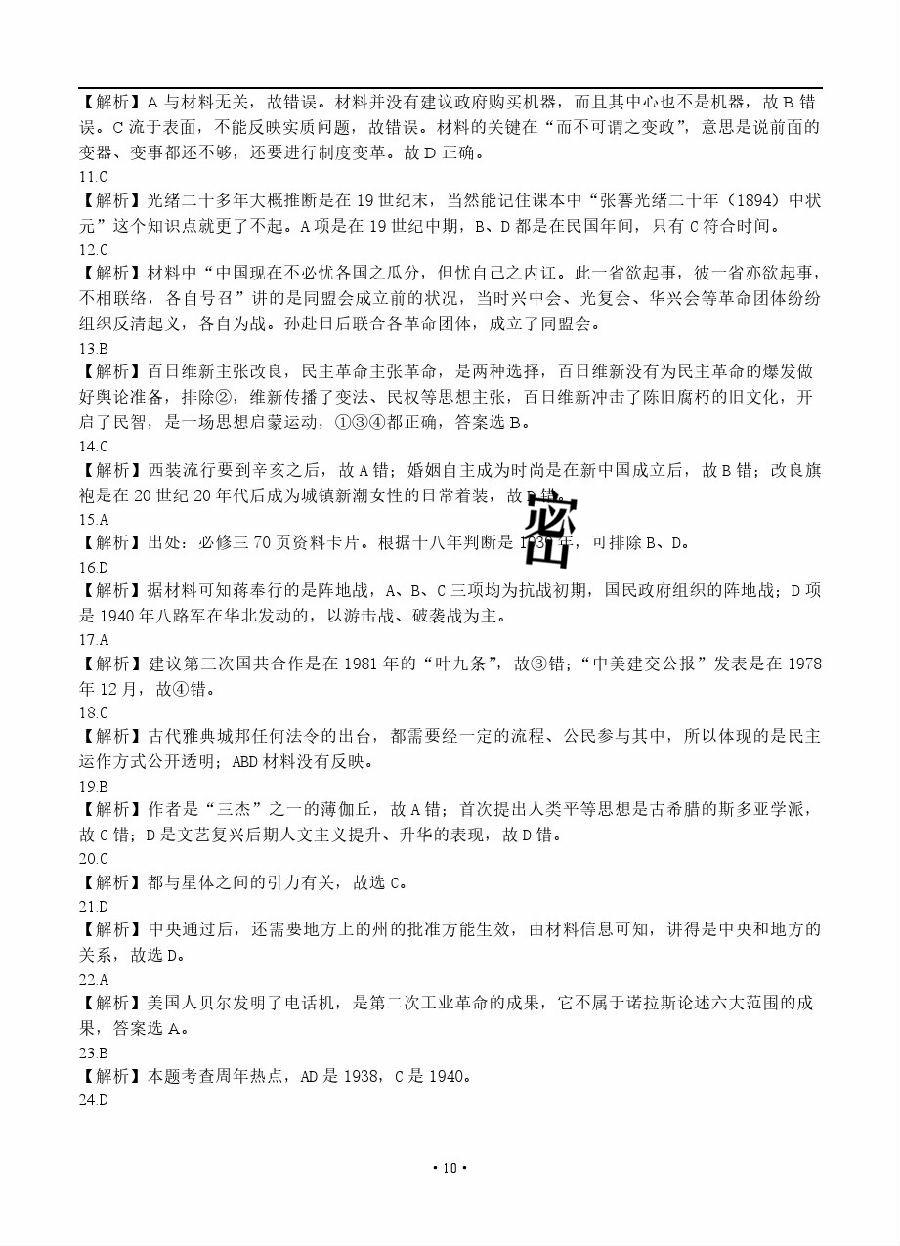 【解析】A 与材料无关，故错误。材料并没有建议政府购买机器，而且其中心也不是机器，故 B 错
误。C 流于表面，不能反映实质问题，故错误。材料的关键在“而不可谓之变政”，意思是说前面的
变器、变事都还不够，还要进行制度变革。故 D 正确。
11.C
【解析】光绪二十多年大概推断是在 19 世纪末，当然能记住课本中“张謇光绪二十年（1894）中状
元”这个知识点就更了不起。A 项是在 19 世纪中期，B、D 都是在民国年间，只有 C 符合时间。
12.C
【解析】材料中“中国现在不必忧各国之瓜分，但忧自己之内讧。此一省欲起事，彼一省亦欲起事，
不相联络，各自号召”讲的是同盟会成立前的状况，当时兴中会、光复会、华兴会等革命团体纷纷
组织反清起义，各自为战。孙赴日后联合各革命团体，成立了同盟会。
13.B
【解析】百日维新主张改良，民主革命主张革命，是两种选择，百日维新没有为民主革命的爆发做
好舆论准备，排除②，维新传播了变法、民权等思想主张，百日维新冲击了陈旧腐朽的旧文化，开
启了民智，是一场思想启蒙运动，①③④都正确，答案选 B。
14.C
【解析】西装流行要到辛亥之后，故 A 错；婚姻自主成为时尚是在新中国成立后，故 B 错；改良旗
袍是在 20 世纪 20 年代后成为城镇新潮女性的日常着装，故 D 错。
15.A
【解析】出处：必修三 70 页资料卡片。根据十八年判断是 1939 年，可排除 B、D。
密
16.D
【解析】据材料可知蒋奉行的是阵地战，A、B、C 三项均为抗战初期，国民政府组织的阵地战；D 项
是 1940 年八路军在华北发动的，以游击战、破袭战为主。
17.A
【解析】建议第三次国共合作是在 1981 年的“叶九条”，故③错；“中美建交公报”发表是在 1978
年 12 月，故④错。
18.C
【解析】古代雅典城邦任何法令的出台，都需要经一定的流程、公民参与其中，所以体现的是民主
运作方式公开透明；ABD 材料没有反映。
19.B
【解析】作者是“三杰”之一的薄伽丘，故 A 错；首次提出人类平等思想是古希腊的斯多亚学派，
故 C 错；D 是文艺复兴后期人文主义提升、升华的表现，故 D 错。
20.C
【解析】都与星体之间的引力有关，故选 C。
21.D
【解析】中央通过后，还需要地方上的州的批准方能生效，由材料信息可知，讲得是中央和地方的
关系，故选 D。
22.A
【解析】美国人贝尔发明了电话机，是第二次工业革命的成果，它不属于诺拉斯论述六大范围的成
果，答案选 A。
23.B
【解析】本题考查周年热点，AD 是 1938，C 是 1940。
24.D
·10·